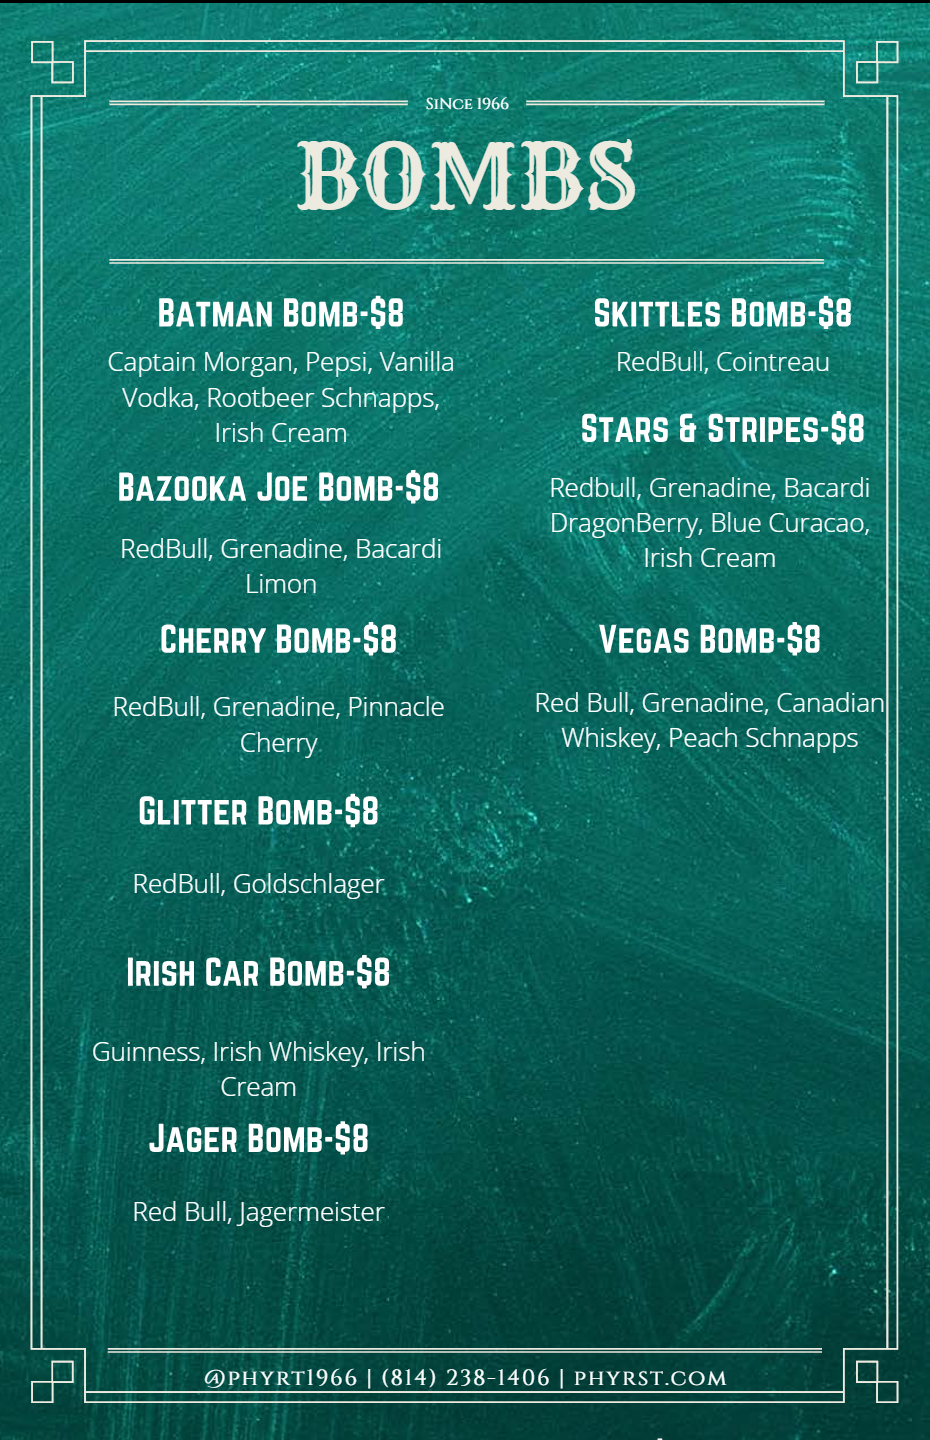 SINCE 1966
BOMBS
BATMAN BOMB-$8
Captain Morgan, Pepsi, Vanilla
Vodka, Rootbeer Schnapps,
Irish Cream
BAZOOKA JOE BOMB-$8
RedBull, Grenadine, Bacardi
Limon
CHERRY BOMB-$8
RedBull, Grenadine, Pinnacle
Cherry
GLITTER BOMB-$8
RedBull, Goldschlager
IRISH CAR BOMB-$8
Guinness, Irish Whiskey, Irish
Cream
JAGER BOMB-$8
Red Bull, Jagermeister
SKITTLES BOMB-$8
RedBull, Cointreau
STARS & STRIPES-$8
Redbull, Grenadine, Bacardi
DragonBerry, Blue Curacao,
Irish Cream
VEGAS BOMB-$8
Red Bull, Grenadine, Canadian
Whiskey, Peach Schnapps
@PHYRT1966 | (814) 238-1406 | PHYRST.COM